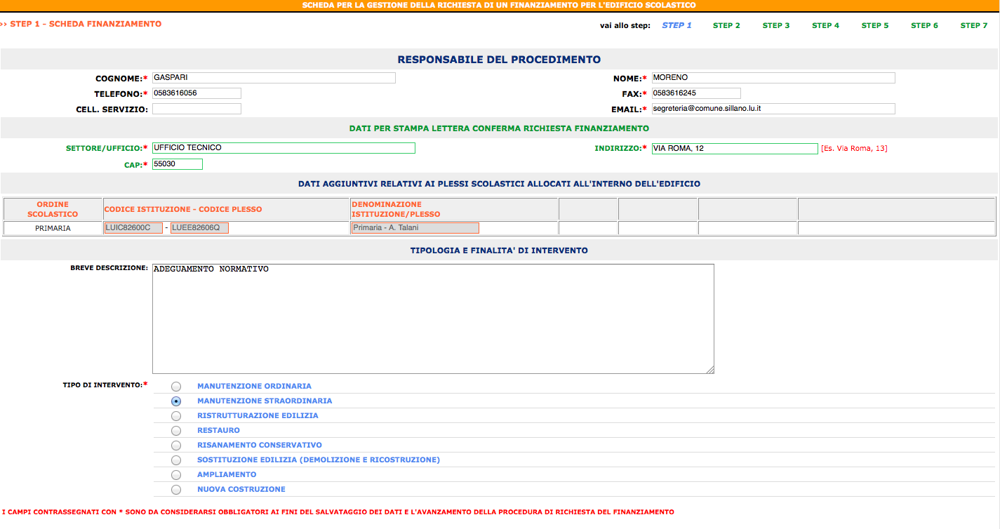 SCHEDA PER LA GESTIONE DELLA RICHIESTA DI UN FINANZIAMENTO PER L'EDIFICIO SCOLASTICO
>> STEP 1 - SCHEDA FINANZIAMENTO
vai allo step: STEP 1 STEP 2 STEP 3 STEP 4 STEP 5 STEP 6 STEP 7
RESPONSABILE DEL PROCEDIMENTO
COGNOME:* GASPARI NOME:* MORENO
TELEFONO:* 0583616056 FAX:* 0583616245
CELL. SERVIZIO: EMAIL:* segreteria@comune.sillano.lu.it
DATI PER STAMPA LETTERA CONFERMA RICHIESTA FINANZIAMENTO
SETTORE/UFFICIO:* UFFICIO TECNICO INDIRIZZO:* VIA ROMA, 12 [Es. Via Roma, 13]
CAP:* 55030
DATI AGGIUNTIVI RELATIVI AI PLESSI SCOLASTICI ALLOCATI ALL'INTERNO DELL'EDIFICIO
ORDINE SCOLASTICO CODICE ISTITUZIONE - CODICE PLESSO DENOMINAZIONE ISTITUZIONE/PLESSO
PRIMARIA LUIC82600C - LUEE82606Q Primaria - A. Talani
TIPOLOGIA E FINALITA' DI INTERVENTO
BREVE DESCRIZIONE: ADEGUAMENTO NORMATIVO
TIPO DI INTERVENTO:* MANUTENZIONE ORDINARIA
MANUTENZIONE STRAORDINARIA
RISTRUTTURAZIONE EDILIZIA
RESTAURO
RISANAMENTO CONSERVATIVO
SOSTITUZIONE EDILIZIA (DEMOLIZIONE E RICOSTRUZIONE)
AMPLIAMENTO
NUOVA COSTRUZIONE
I CAMPI CONTRASSEGNATI CON * SONO DA CONSIDERARSI OBBLIGATORI AI FINI DEL SALVATAGGIO DEI DATI E L'AVANZAMENTO DELLA PROCEDURA DI RICHIESTA DEL FINANZIAMENTO